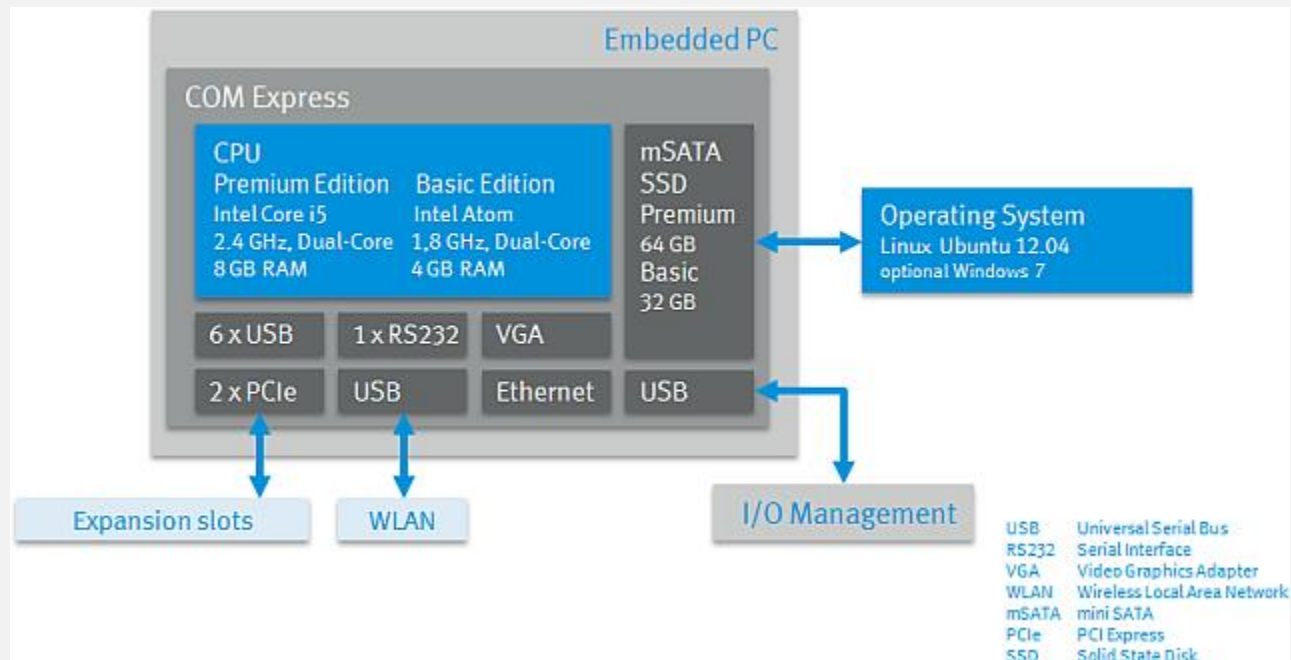 Embedded PC
COM Express
CPU
Premium Edition Basic Edition
Intel Core i5 Intel Atom
2.4 GHz, Dual-Core 1,8 GHz, Dual-Core
8 GB RAM 4 GB RAM
mSATA
SSD
Premium
64 GB
Basic
32 GB
Operating System
Linux Ubuntu 12.04
optional Windows 7
6 x USB
1 x RS232
VGA
2 x PCIe
USB
Ethernet
USB
Expansion slots
WLAN
I/O Management
USB Universal Serial Bus
RS232 Serial Interface
VGA Video Graphics Adapter
WLAN Wireless Local Area Network
mSATA mini SATA
PCIe PCI Express
SSD Solid State Disk